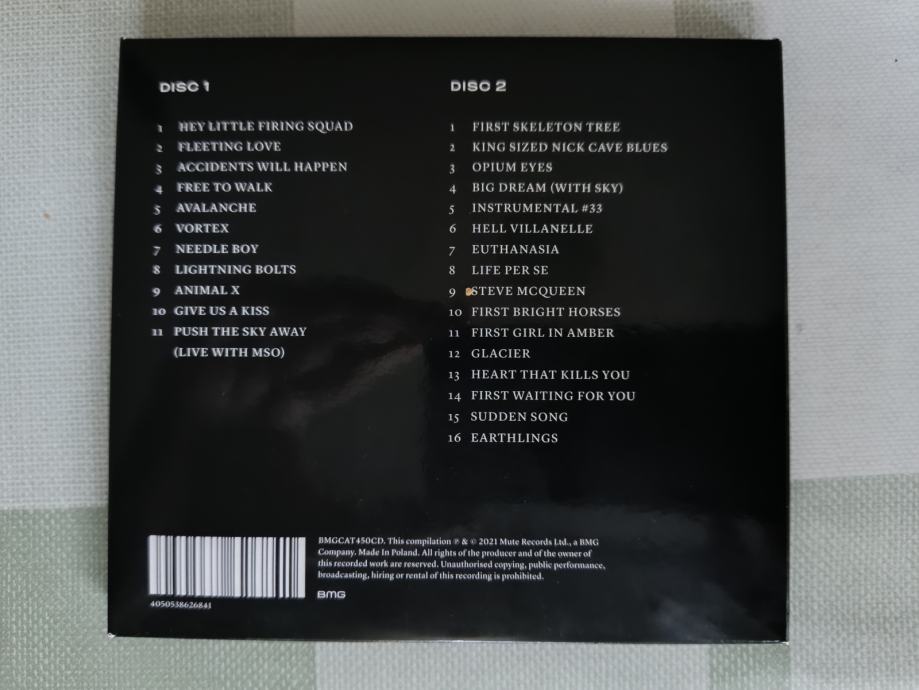 DISC 1
1 HEY LITTLE FIRING SQUAD
2 FLEETING LOVE
3 ACCIDENTS WILL HAPPEN
4 FREE TO WALK
5 AVALANCHE
6 VORTEX
7 NEEDLE BOY
8 LIGHTNING BOLTS
9 ANIMAL X
10 GIVE US A KISS
11 PUSH THE SKY AWAY
(LIVE WITH MSO)
DISC 2
1 FIRST SKELETON TREE
2 KING SIZED NICK CAVE BLUES
3 OPIUM EYES
4 BIG DREAM (WITH SKY)
5 INSTRUMENTAL #33
6 HELL VILLANELLE
7 EUTHANASIA
8 LIFE PER SE
9 STEVE MCQUEEN
10 FIRST BRIGHT HORSES
11 FIRST GIRL IN AMBER
12 GLACIER
13 HEART THAT KILLS YOU
14 FIRST WAITING FOR YOU
15 SUDDEN SONG
16 EARTHLINGS
4050538626841
BMGCAT450CD. This compilation ℗ & © 2021 Mute Records Ltd., a BMG
Company. Made In Poland. All rights of the producer and of the owner of
this recorded work are reserved. Unauthorised copying, public performance,
broadcasting, hiring or rental of this recording is prohibited.
BMG